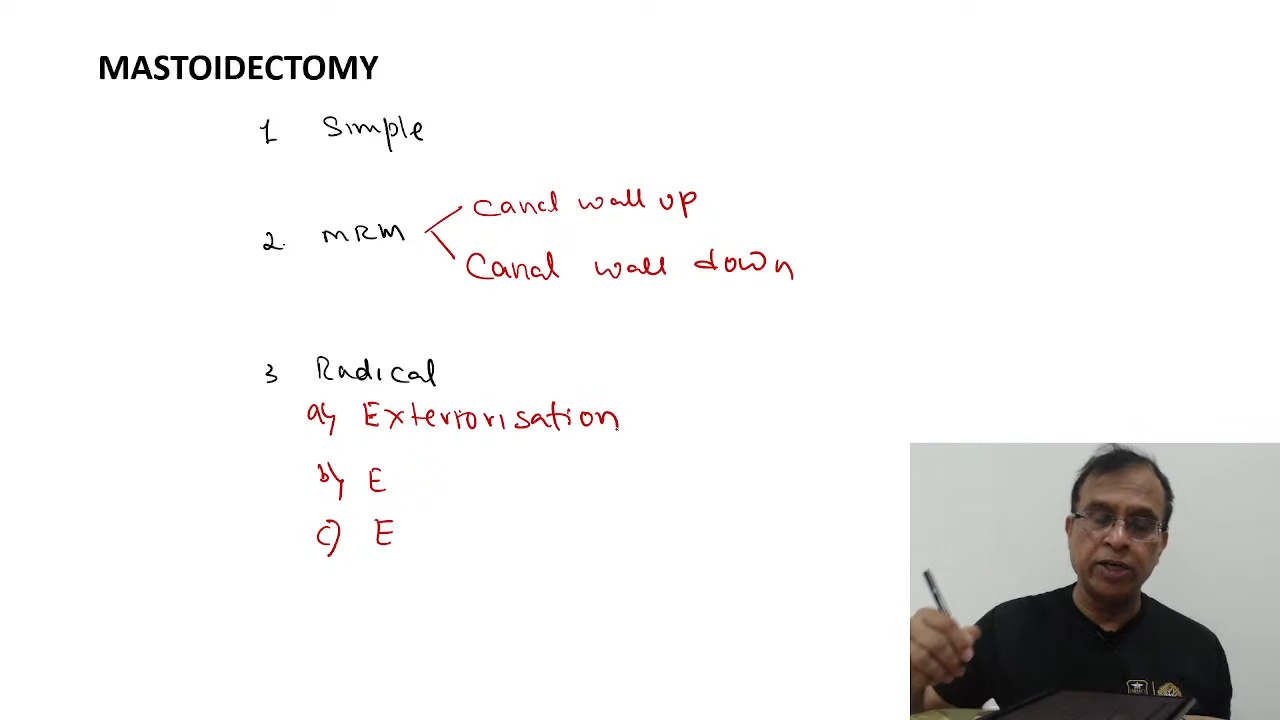 MASTOIDECTOMY
1 Simple
2. MRM
Canal wall up
Canal wall down
3 Radical
a) Exteriorisation
b) E
c) E